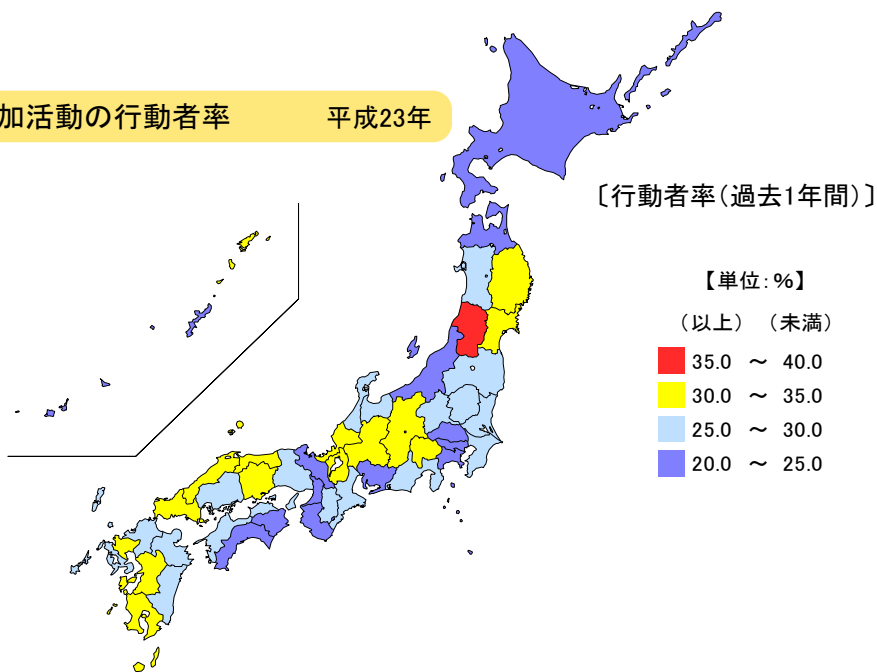 加活動の行動者率 平成23年
〔行動者率(過去1年間)〕
【単位:%】
(以上) (未満)
35.0 ~ 40.0
30.0 ~ 35.0
25.0 ~ 30.0
20.0 ~ 25.0